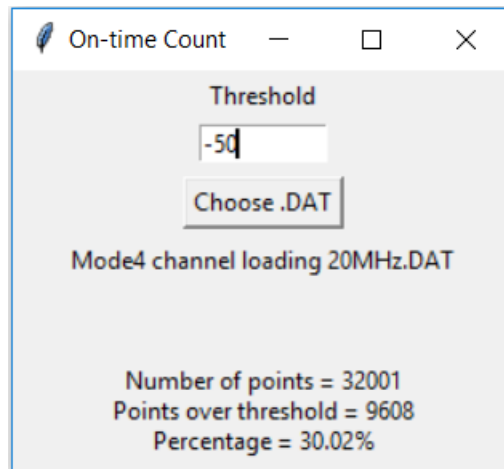 On-time Count
Threshold
-50
Choose .DAT
Mode4 channel loading 20MHz.DAT
Number of points = 32001
Points over threshold = 9608
Percentage = 30.02%